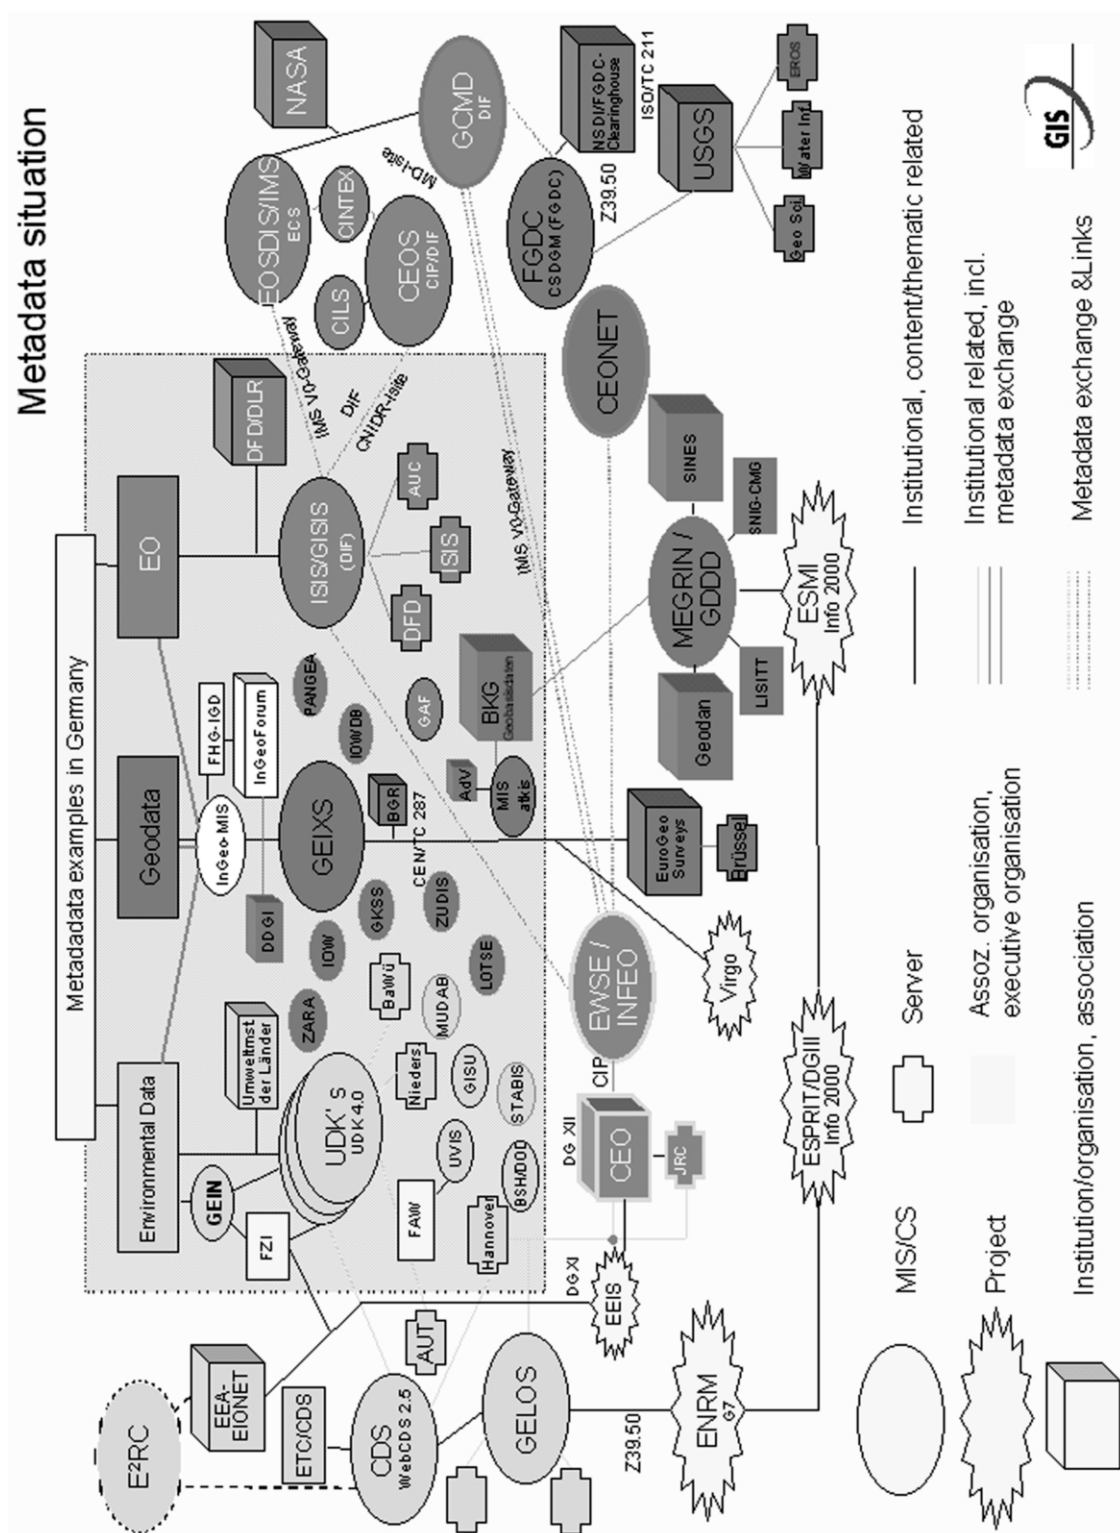 Metadata situation
Metadadata examples in Germany
Environmental Data
Geodata
EO
E²RC
EEA-
EIONET
ETC/CDS
CDS
WebCDS 2.5
GEIN
FZI
Umweltmst
der Länder
UDK' S
UDK 4.0
ZARA
IOW
DDGI
InGeo-MIS
FHG-IGD
InGeoForum
GEIXS
PANGEA
IOWDB
DFD/DLR
ISIS/GISIS
(DIF)
IMS V0-Gateway
DIF
CNIDR-Isite
EOSDIS/IMS
ECS
NASA
CINTEX
CILS
CEOS
CIP/DIF
MD-Isite
GCMD
DIF
AUT
FAW
UVIS
Nieders
BaWü
GKSS
MUDAB
ZUDIS
BGR
CEN/TC 287
GAF
DFD
ISIS
AUC
Hannover
BSH/DOD
STABIS
GISU
LOTSE
AdV
MIS
atkis
BKG
Geobasisdaten
IMS V0-Gateway
FGDC
CSDGM (FGDC)
NSDI/FGDC-
Clearinghouse
Z39.50
ISO/TC 211
GELOS
DG XI
EEIS
DG XII
CEO
CIP
EWSE /
INFEO
JRC
CEONET
USGS
Geo Sci
Water Inf.
EROS
Z39.50
ENRM
G7
Virgo
EuroGeo
Surveys
Brüssel
Geodan
MEGRIN /
GDDD
SINES
LISITT
SNIG-CMG
ESPRIT/DGIII
Info 2000
ESMI
Info 2000
MIS/CS
Server
Institutional, content/thematic related
Project
Assoz. organisation,
executive organisation
Institutional related, incl.
metadata exchange
Institution/organisation, association
Metadata exchange &Links
GIS